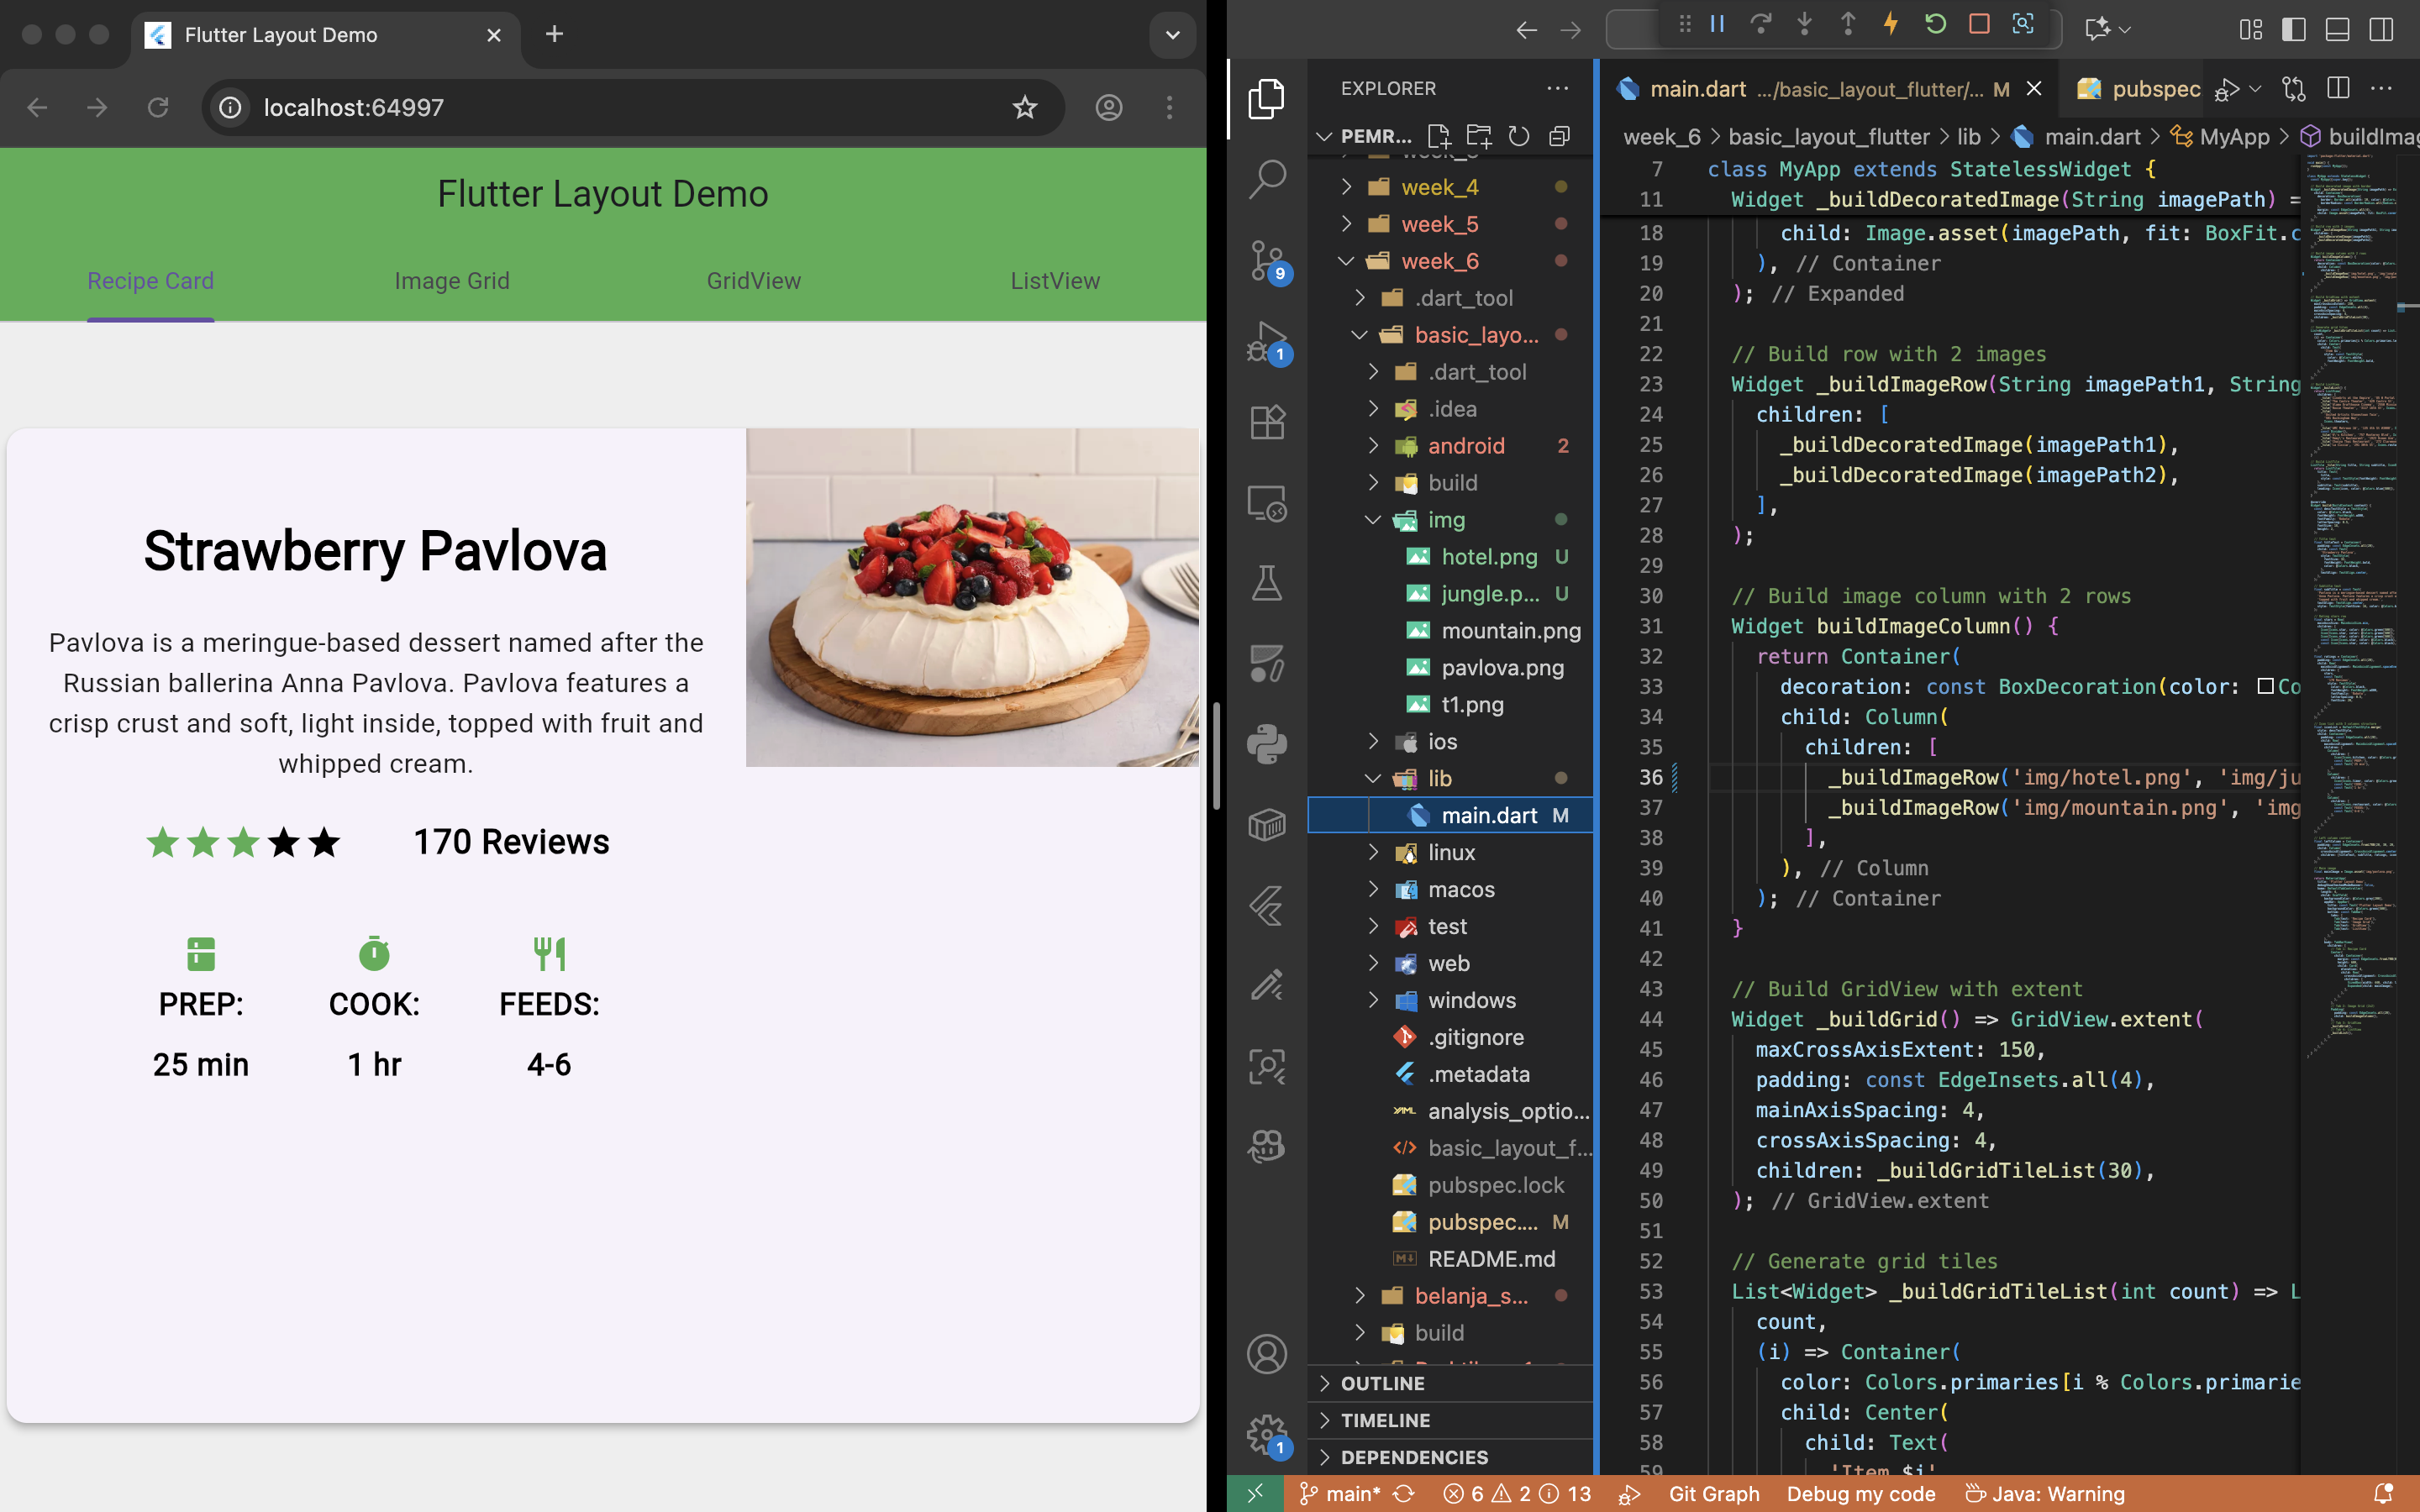 Flutter Layout Demo
localhost:64997
Flutter Layout Demo
Recipe Card
Image Grid
GridView
ListView
Strawberry Pavlova
Pavlova is a meringue-based dessert named after the
Russian ballerina Anna Pavlova. Pavlova features a
crisp crust and soft, light inside, topped with fruit and
whipped cream.
170 Reviews
PREP:
COOK:
FEEDS:
25 min
1 hr
4-6
9
1
1
EXPLORER
PEMR...
week_4
week_5
week_6
.dart_tool
basic_layo...
.dart_tool
.idea
android 2
build
img
hotel.png U
jungle.p... U
mountain.png
pavlova.png
t1.png
ios
lib
main.dart M
linux
macos
test
web
windows
.gitignore
.metadata
YAML analysis_optio...
basic_layout_f...
pubspec.lock
pubspec.... M
README.md
belanja_s...
build
OUTLINE
TIMELINE
DEPENDENCIES
main.dart .../basic_layout_flutter/... M
pubspec
week_6 > basic_layout_flutter > lib > main.dart > MyApp > buildImag
7 class MyApp extends StatelessWidget {
11 Widget _buildDecoratedImage(String imagePath) =
18 child: Image.asset(imagePath, fit: BoxFit.c
19 ), // Container
20 ); // Expanded
21
22 // Build row with 2 images
23 Widget _buildImageRow(String imagePath1, String
24 children: [
25 _buildDecoratedImage(imagePath1),
26 _buildDecoratedImage(imagePath2),
27 ],
28 );
29
30 // Build image column with 2 rows
31 Widget buildImageColumn() {
32 return Container(
33 decoration: const BoxDecoration(color: Co
34 child: Column(
35 children: [
36 _buildImageRow('img/hotel.png', 'img/ju
37 _buildImageRow('img/mountain.png', 'img
38 ],
39 ), // Column
40 ); // Container
41 }
42
43 // Build GridView with extent
44 Widget _buildGrid() => GridView.extent(
45 maxCrossAxisExtent: 150,
46 padding: const EdgeInsets.all(4),
47 mainAxisSpacing: 4,
48 crossAxisSpacing: 4,
49 children: _buildGridTileList(30),
50 ); // GridView.extent
51
52 // Generate grid tiles
53 List<Widget> _buildGridTileList(int count) => L
54 count,
55 (i) => Container(
56 color: Colors.primaries[i % Colors.primarie
57 child: Center(
58 child: Text(
59 'Item $i'
main* 6 2 13 Git Graph Debug my code Java: Warning